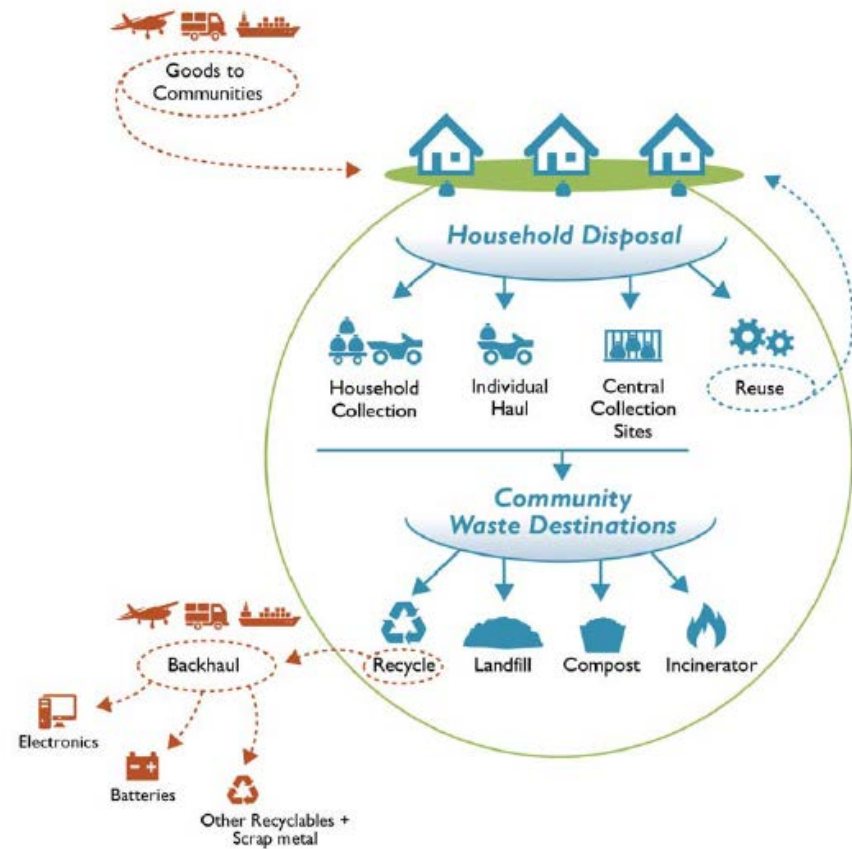 Goods to
Communities
Household Disposal
Household
Collection
Individual
Haul
Central
Collection
Sites
Reuse
Community
Waste Destinations
Recycle
Landfill
Compost
Incinerator
Backhaul
Electronics
Batteries
Other Recyclables +
Scrap metal